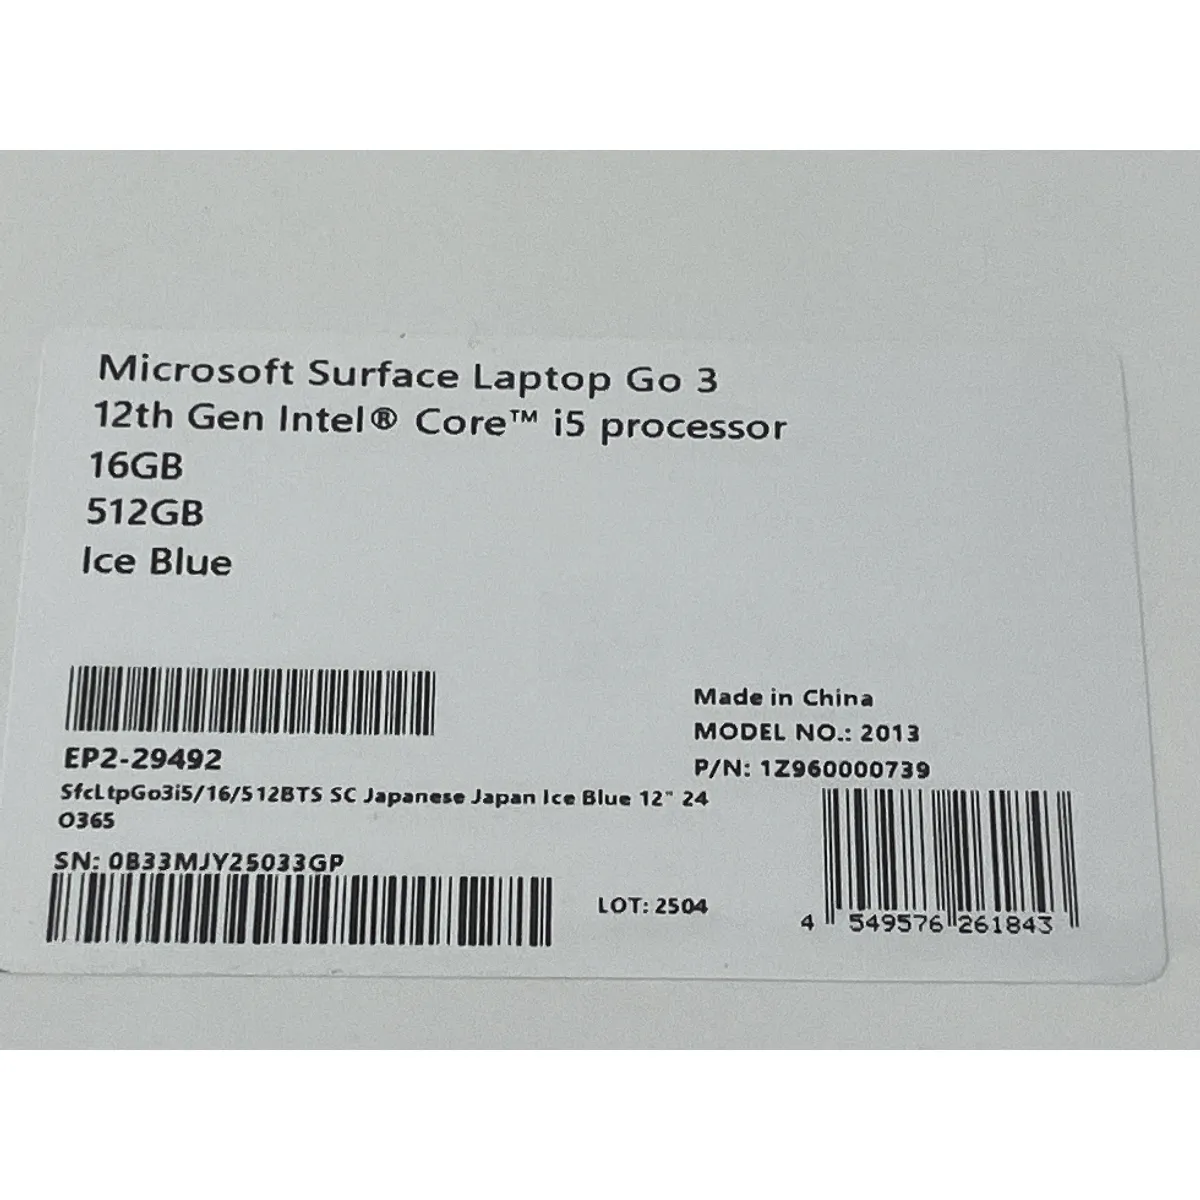 Microsoft Surface Laptop Go 3
12th Gen Intel® Core™ i5 processor
16GB
512GB
Ice Blue
EP2-29492
SfcLtpGo3i5/16/512BTS SC Japanese Japan Ice Blue 12" 24
O365
SN: 0B33MJY25033GP
LOT: 2504
Made in China
MODEL NO.: 2013
P/N: 1Z960000739
4 549576 261843